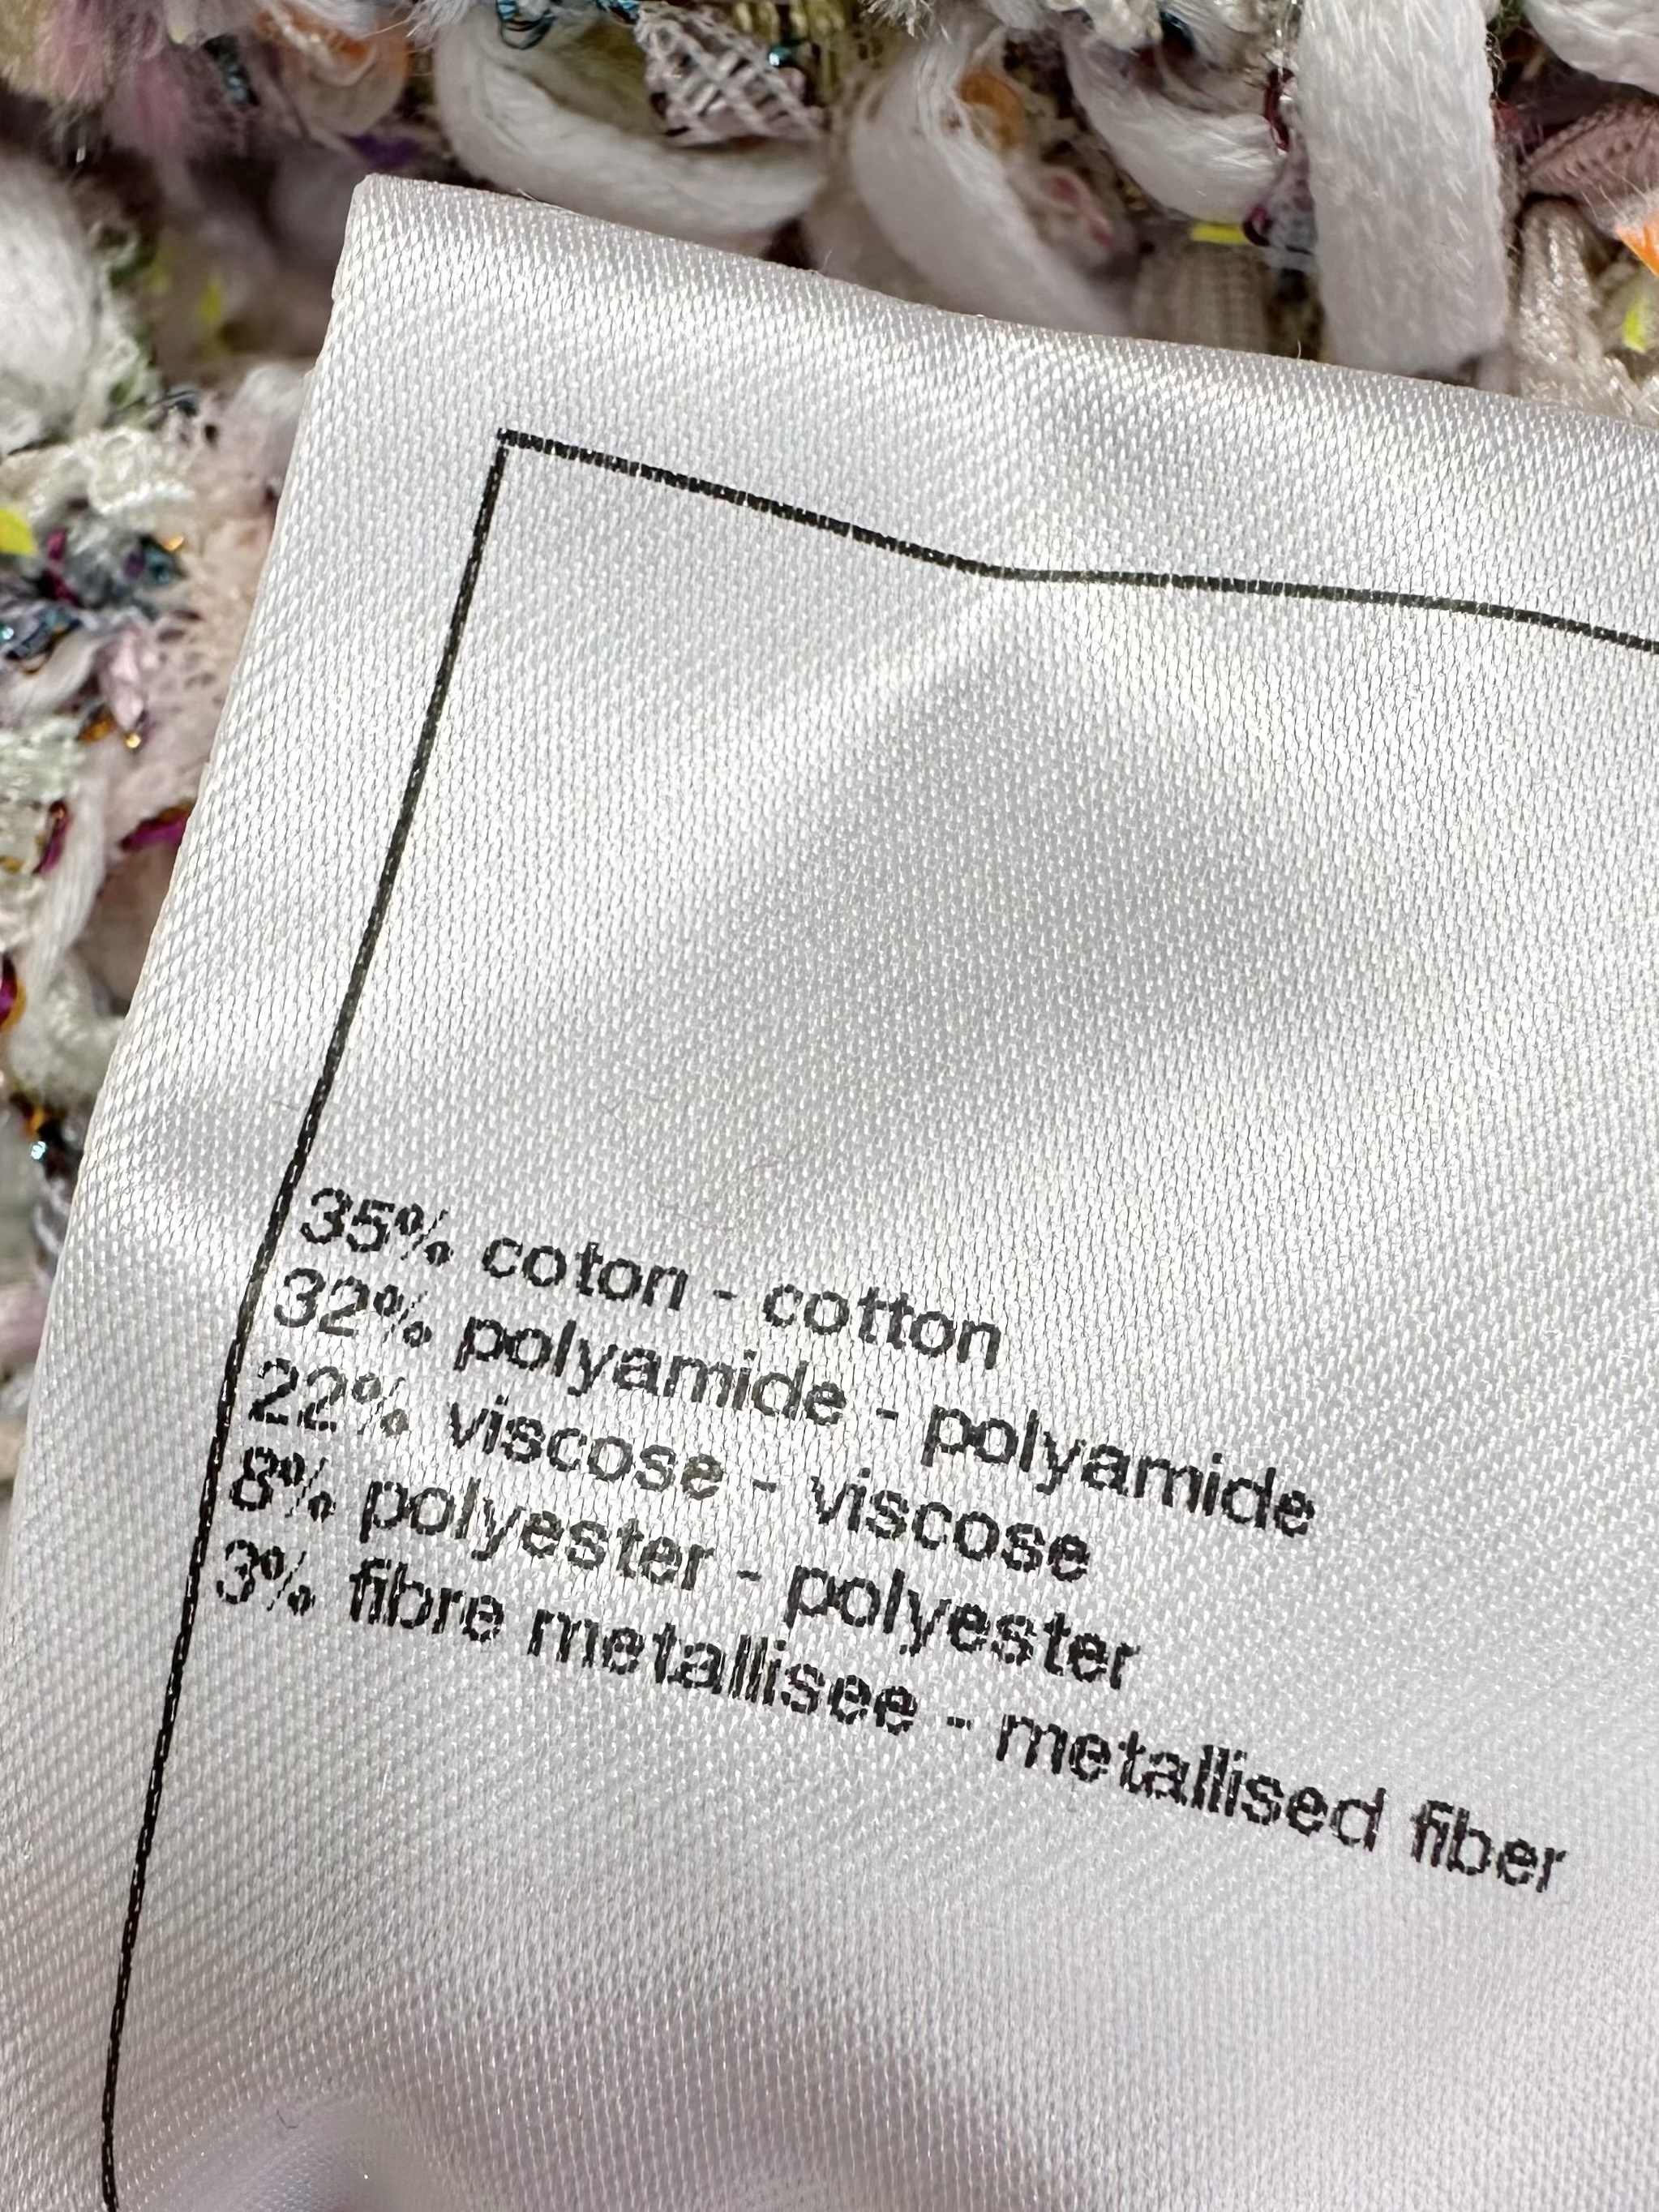 35% coton - cotton
32% polyamide - polyamide
22% viscose - viscose
8% polyester - polyester
3% fibre metallisee - metallised fiber